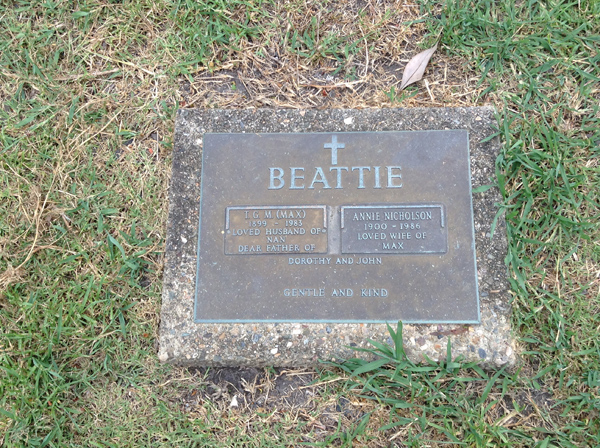 BEATTIE
I. G. M (MAX)
1899 - 1983
LOVED HUSBAND OF
NAN
DEAR FATHER OF
ANNIE NICHOLSON
1900 - 1986
LOVED WIFE OF
MAX
DOROTHY AND JOHN
GENTLE AND KIND